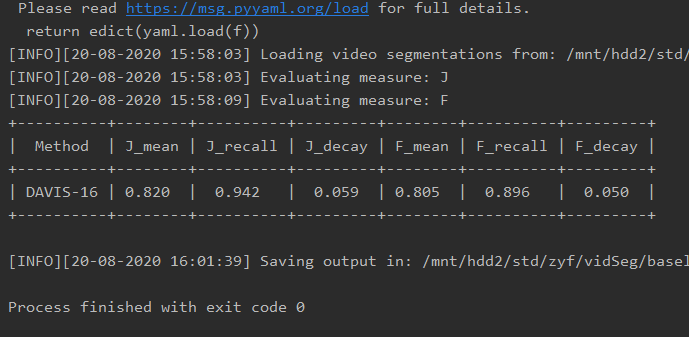 Please read https://msg.pyyaml.org/load for full details.
return edict(yaml.load(f))
[INFO][20-08-2020 15:58:03] Loading video segmentations from: /mnt/hdd2/std/
[INFO][20-08-2020 15:58:03] Evaluating measure: J
[INFO][20-08-2020 15:58:09] Evaluating measure: F
+----------+--------+----------+---------+--------+----------+---------+
|  Method  | J_mean | J_recall | J_decay | F_mean | F_recall | F_decay |
+----------+--------+----------+---------+--------+----------+---------+
| DAVIS-16 | 0.820  |  0.942   |  0.059  | 0.805  |  0.896   |  0.050  |
+----------+--------+----------+---------+--------+----------+---------+
[INFO][20-08-2020 16:01:39] Saving output in: /mnt/hdd2/std/zyf/vidSeg/basel
Process finished with exit code 0